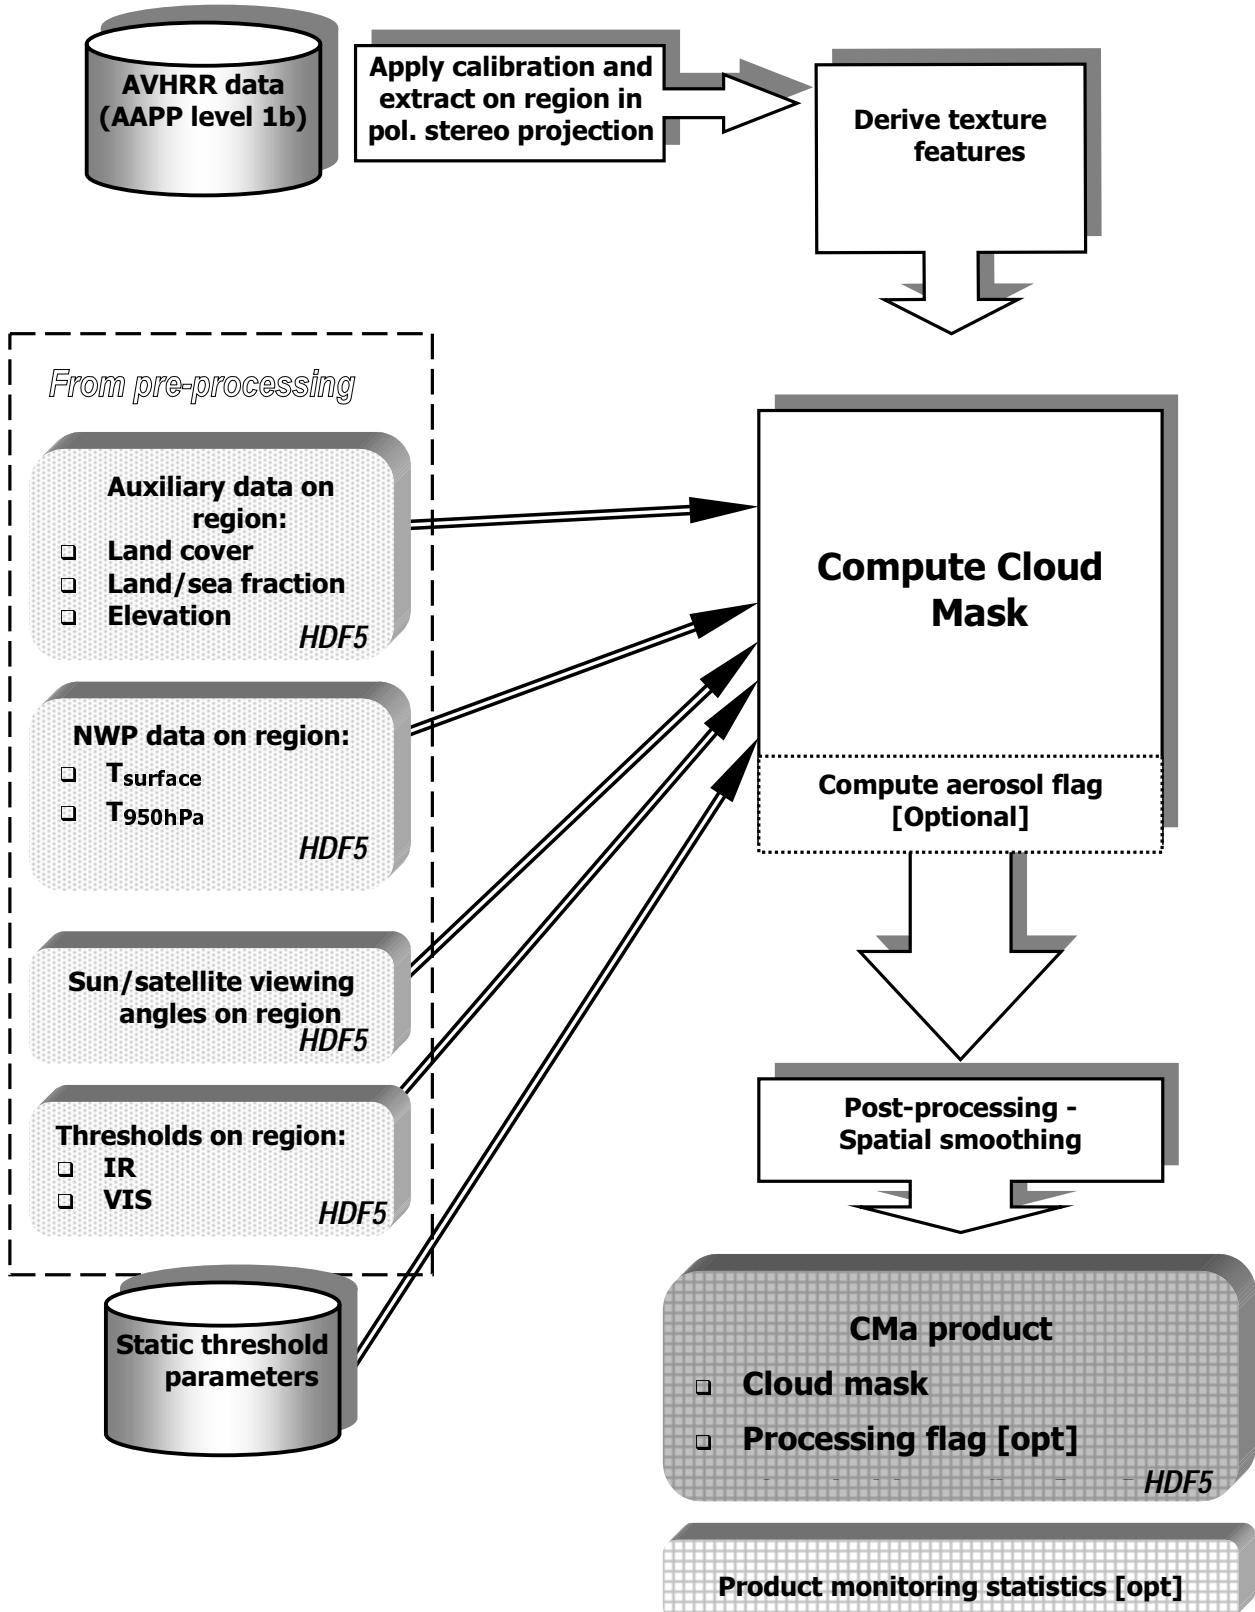 AVHRR data
(AAPP level 1b)
Apply calibration and
extract on region in
pol. stereo projection
Derive texture
features
From pre-processing
Auxiliary data on
region:
❑ Land cover
❑ Land/sea fraction
❑ Elevation
HDF5
NWP data on region:
❑ Tsurface
❑ T950hPa
HDF5
Sun/satellite viewing
angles on region
HDF5
Thresholds on region:
❑ IR
❑ VIS
HDF5
Static threshold
parameters
Compute Cloud
Mask
Compute aerosol flag
[Optional]
Post-processing -
Spatial smoothing
CMa product
❑ Cloud mask
❑ Processing flag [opt]
HDF5
Product monitoring statistics [opt]